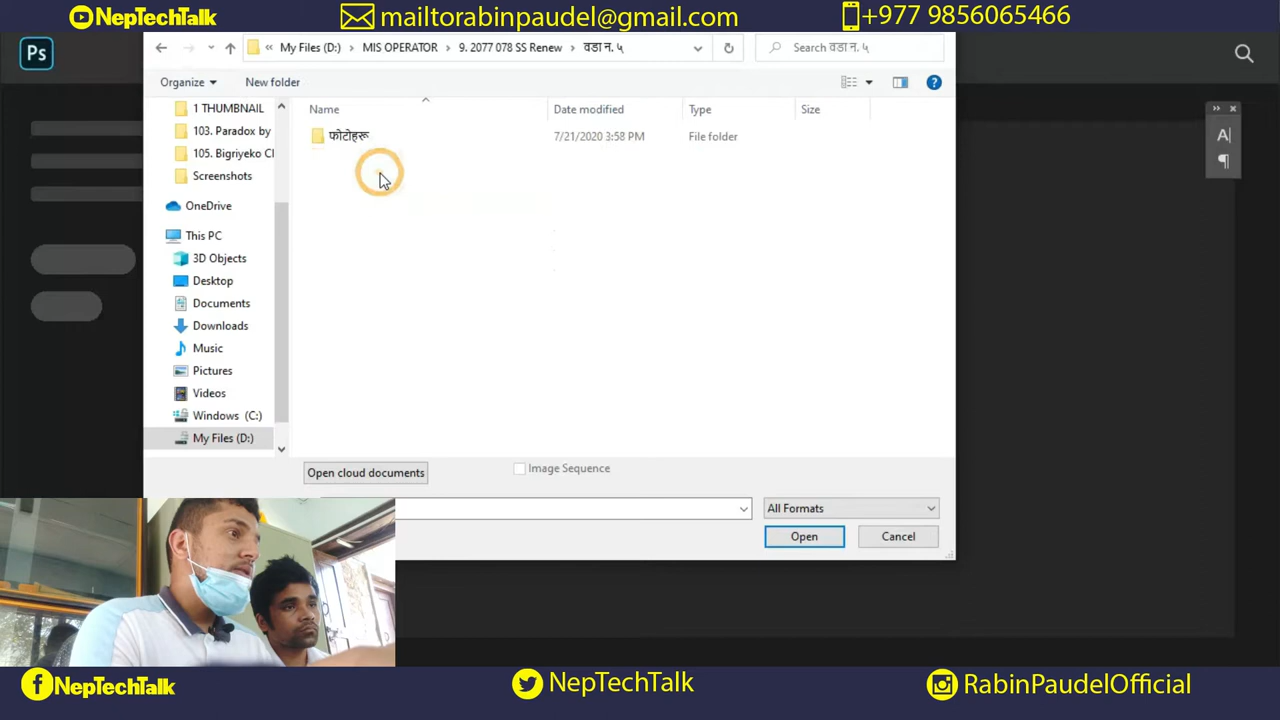 NepTechTalk
mailtorabinpaudel@gmail.com
+977 9856065466
Ps
« My Files (D:) › MIS OPERATOR › 9. 2077 078 SS Renew › वडा न. ५
Search वडा न. ५
Organize
New folder
1 THUMBNAIL
103. Paradox by
105. Bigriyeko Cl
Screenshots
OneDrive
This PC
3D Objects
Desktop
Documents
Downloads
Music
Pictures
Videos
Windows (C:)
My Files (D:)
Name
Date modified
Type
Size
फोटोहरू
7/21/2020 3:58 PM
File folder
A
¶
Open cloud documents
Image Sequence
All Formats
Open
Cancel
NepTechTalk
NepTechTalk
RabinPaudelOfficial